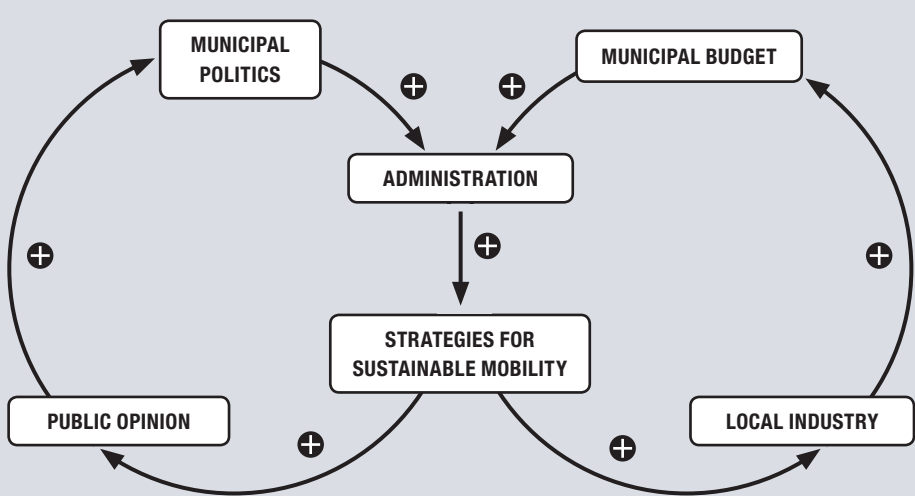 MUNICIPAL
POLITICS
MUNICIPAL BUDGET
ADMINISTRATION
STRATEGIES FOR
SUSTAINABLE MOBILITY
PUBLIC OPINION
LOCAL INDUSTRY